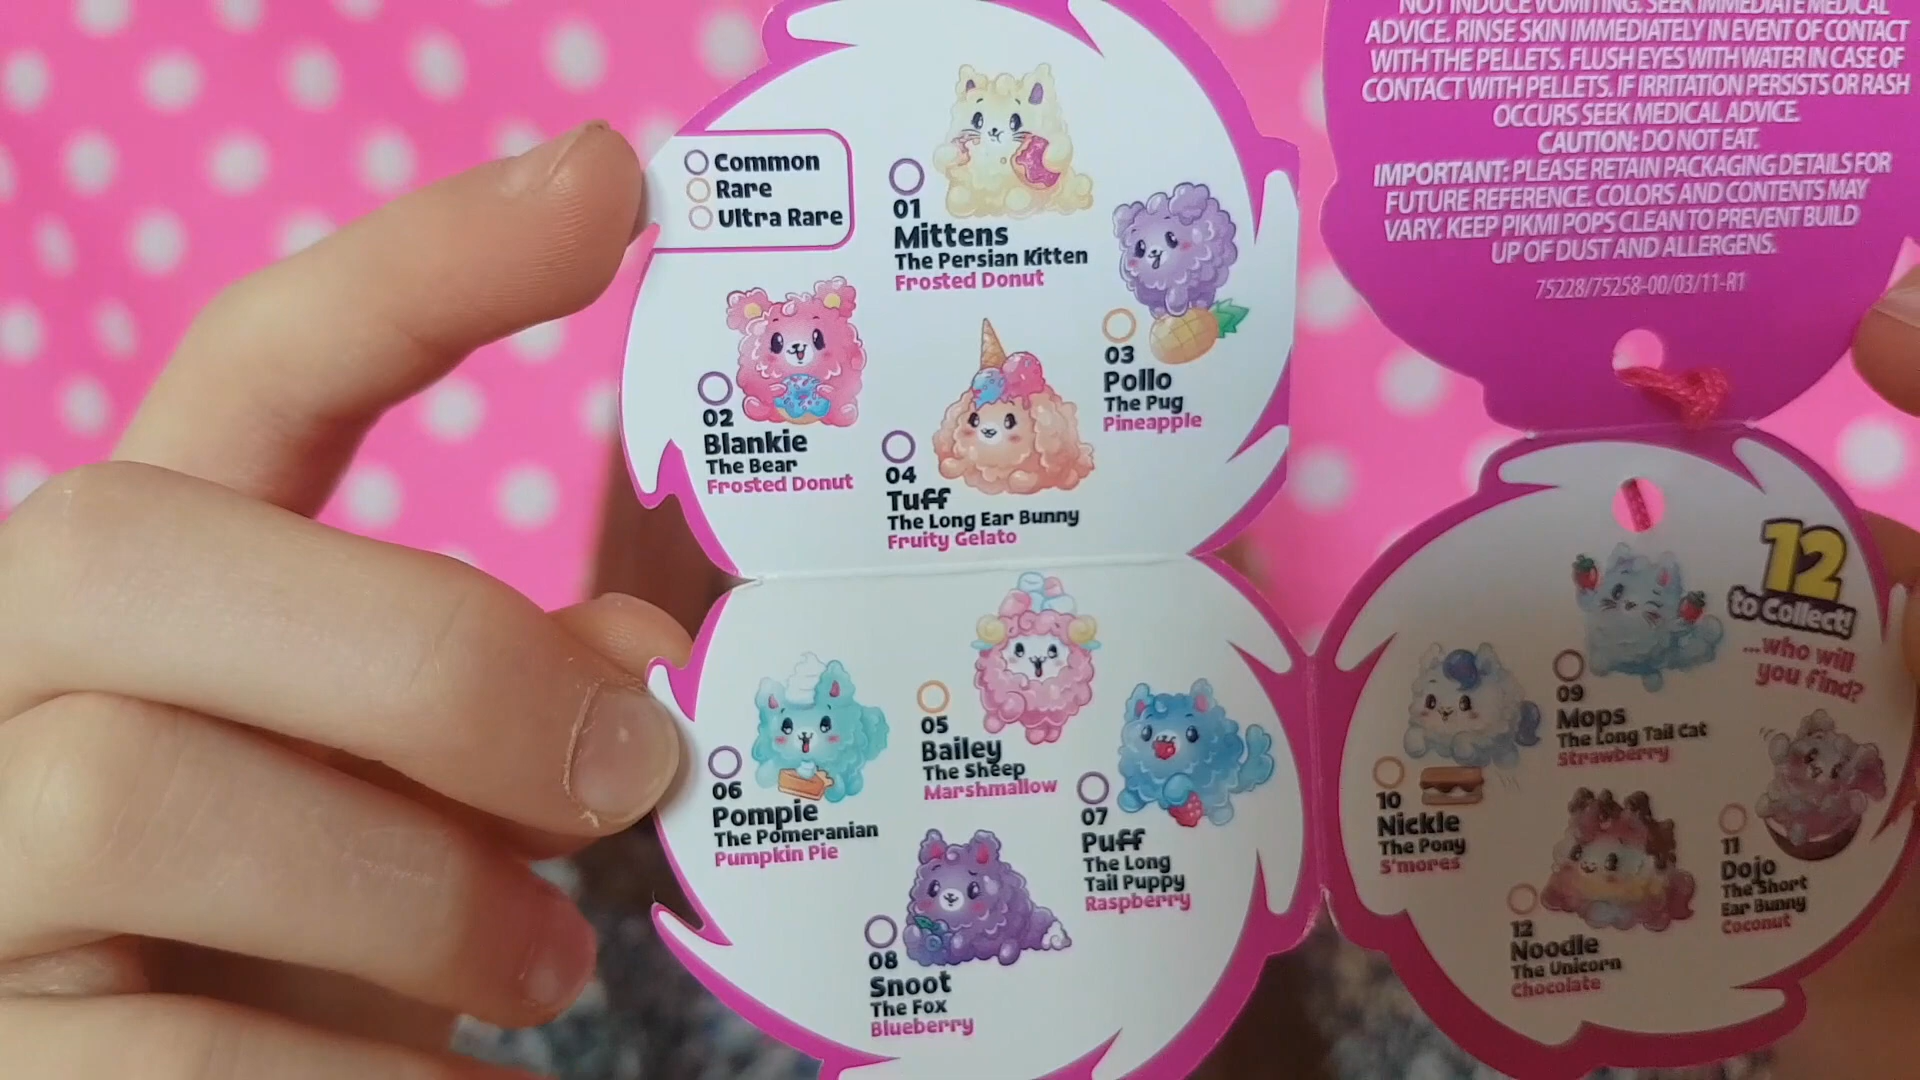 Common
Rare
Ultra Rare
01
Mittens
The Persian Kitten
Frosted Donut
02
Blankie
The Bear
Frosted Donut
03
Pollo
The Pug
Pineapple
04
Tuff
The Long Ear Bunny
Fruity Gelato
05
Bailey
The Sheep
Marshmallow
06
Pompie
The Pomeranian
Pumpkin Pie
07
Puff
The Long
Tail Puppy
Raspberry
08
Snoot
The Fox
Blueberry
NOT INDUCE VOMITING. SEEK IMMEDIATE MEDICAL
ADVICE. RINSE SKIN IMMEDIATELY IN EVENT OF CONTACT
WITH THE PELLETS. FLUSH EYES WITH WATER IN CASE OF
CONTACT WITH PELLETS. IF IRRITATION PERSISTS OR RASH
OCCURS SEEK MEDICAL ADVICE.
CAUTION: DO NOT EAT.
IMPORTANT: PLEASE RETAIN PACKAGING DETAILS FOR
FUTURE REFERENCE. COLORS AND CONTENTS MAY
VARY. KEEP PIKMI POPS CLEAN TO PREVENT BUILD
UP OF DUST AND ALLERGENS.
75228/75258-00/03/11-R1
12
to Collect!
...who will
you find?
09
Mops
The Long Tail Cat
Strawberry
10
Nickle
The Pony
S'mores
11
Dojo
The Short
Ear Bunny
Coconut
12
Noodle
The Unicorn
Chocolate